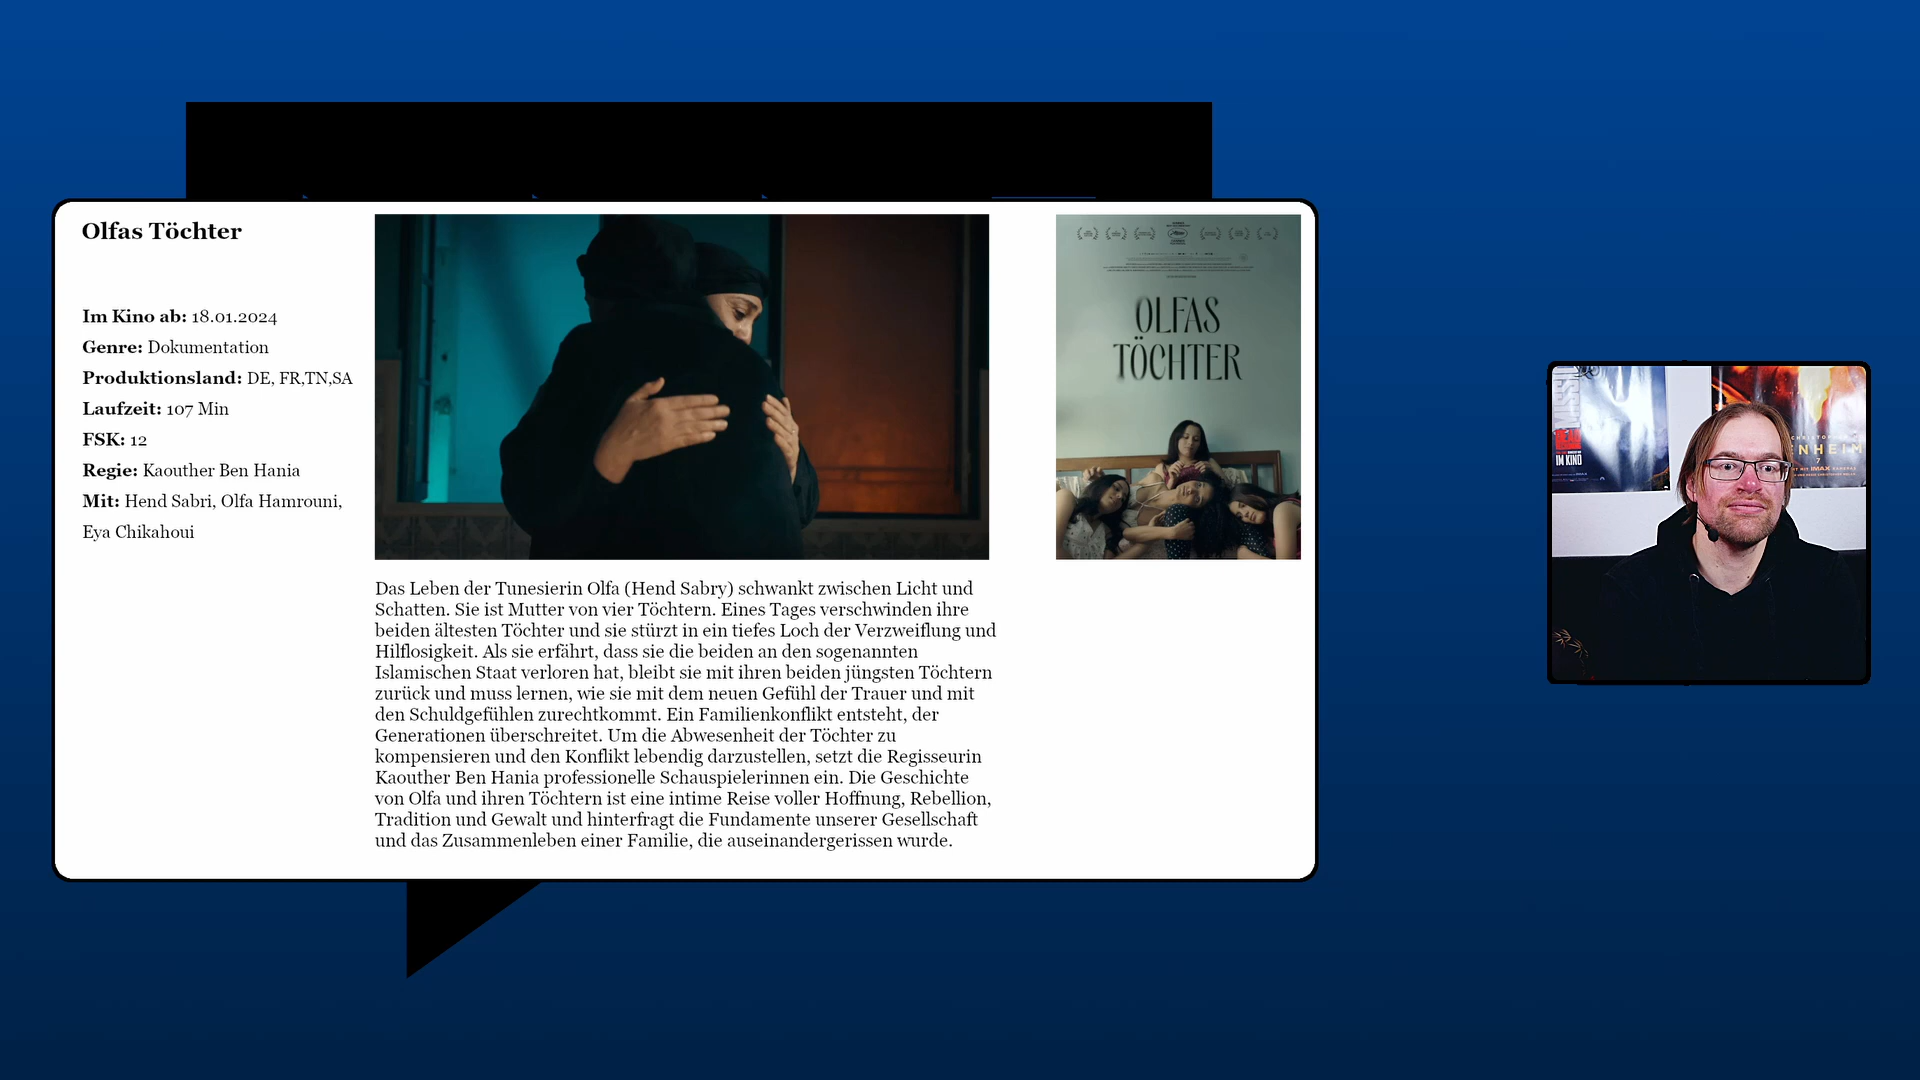 Olfas Töchter
Im Kino ab: 18.01.2024
Genre: Dokumentation
Produktionsland: DE, FR,TN,SA
Laufzeit: 107 Min
FSK: 12
Regie: Kaouther Ben Hania
Mit: Hend Sabri, Olfa Hamrouni,
Eya Chikahoui
OLFAS
TÖCHTER
Das Leben der Tunesierin Olfa (Hend Sabry) schwankt zwischen Licht und
Schatten. Sie ist Mutter von vier Töchtern. Eines Tages verschwinden ihre
beiden ältesten Töchter und sie stürzt in ein tiefes Loch der Verzweiflung und
Hilflosigkeit. Als sie erfährt, dass sie die beiden an den sogenannten
Islamischen Staat verloren hat, bleibt sie mit ihren beiden jüngsten Töchtern
zurück und muss lernen, wie sie mit dem neuen Gefühl der Trauer und mit
den Schuldgefühlen zurechtkommt. Ein Familienkonflikt entsteht, der
Generationen überschreitet. Um die Abwesenheit der Töchter zu
kompensieren und den Konflikt lebendig darzustellen, setzt die Regisseurin
Kaouther Ben Hania professionelle Schauspielerinnen ein. Die Geschichte
von Olfa und ihren Töchtern ist eine intime Reise voller Hoffnung, Rebellion,
Tradition und Gewalt und hinterfragt die Fundamente unserer Gesellschaft
und das Zusammenleben einer Familie, die auseinandergerissen wurde.
IM KINO
CHRISTOPH
NHEIM
IMAX